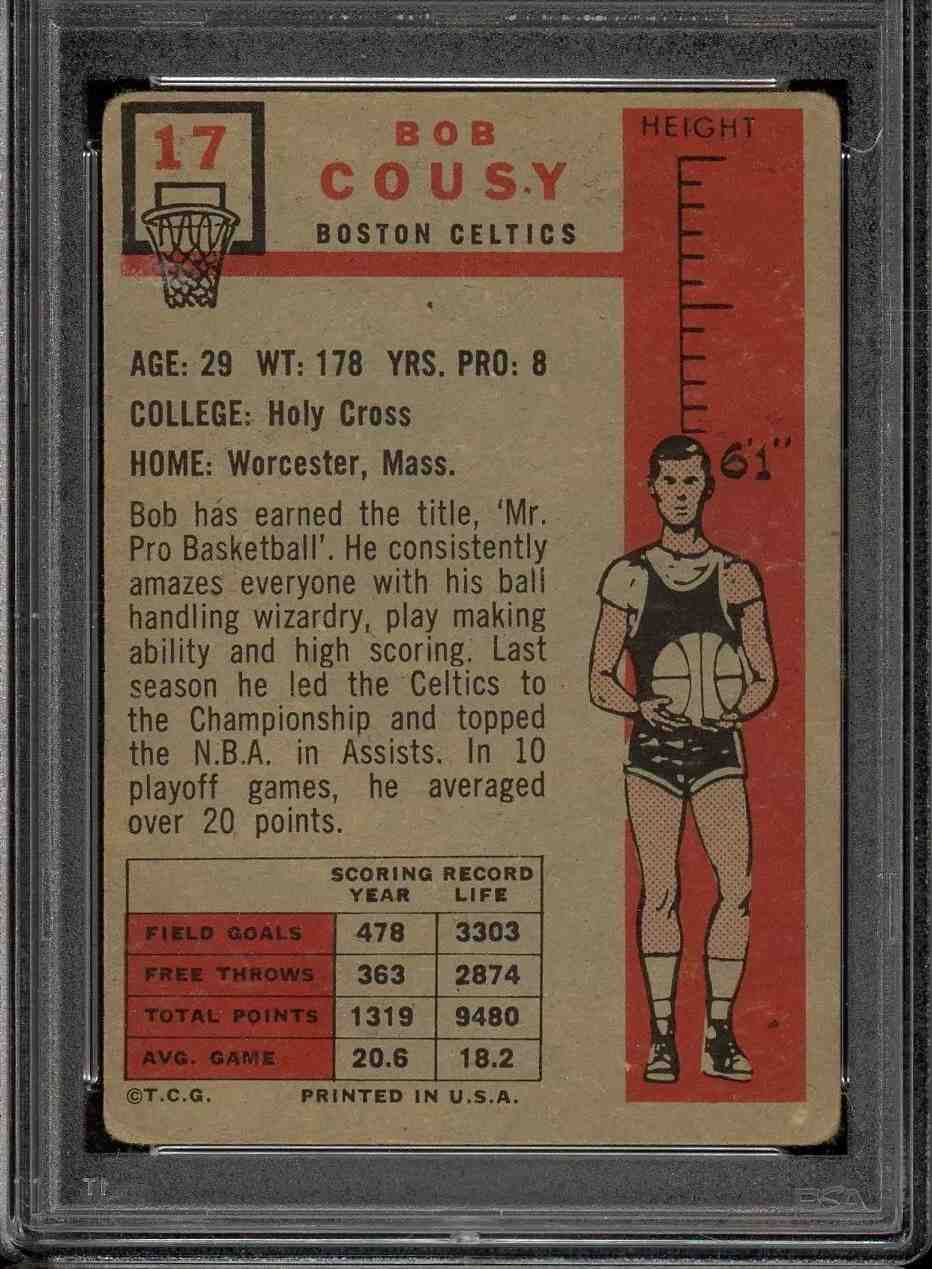 17
BOB
COUSY
BOSTON CELTICS
HEIGHT
6'1"
AGE: 29 WT: 178 YRS. PRO: 8
COLLEGE: Holy Cross
HOME: Worcester, Mass.
Bob has earned the title, 'Mr.
Pro Basketball'. He consistently
amazes everyone with his ball
handling wizardry, play making
ability and high scoring. Last
season he led the Celtics to
the Championship and topped
the N.B.A. in Assists. In 10
playoff games, he averaged
over 20 points.
SCORING RECORD
YEAR LIFE
FIELD GOALS 478 3303
FREE THROWS 363 2874
TOTAL POINTS 1319 9480
AVG. GAME 20.6 18.2
©T.C.G. PRINTED IN U.S.A.
PSA